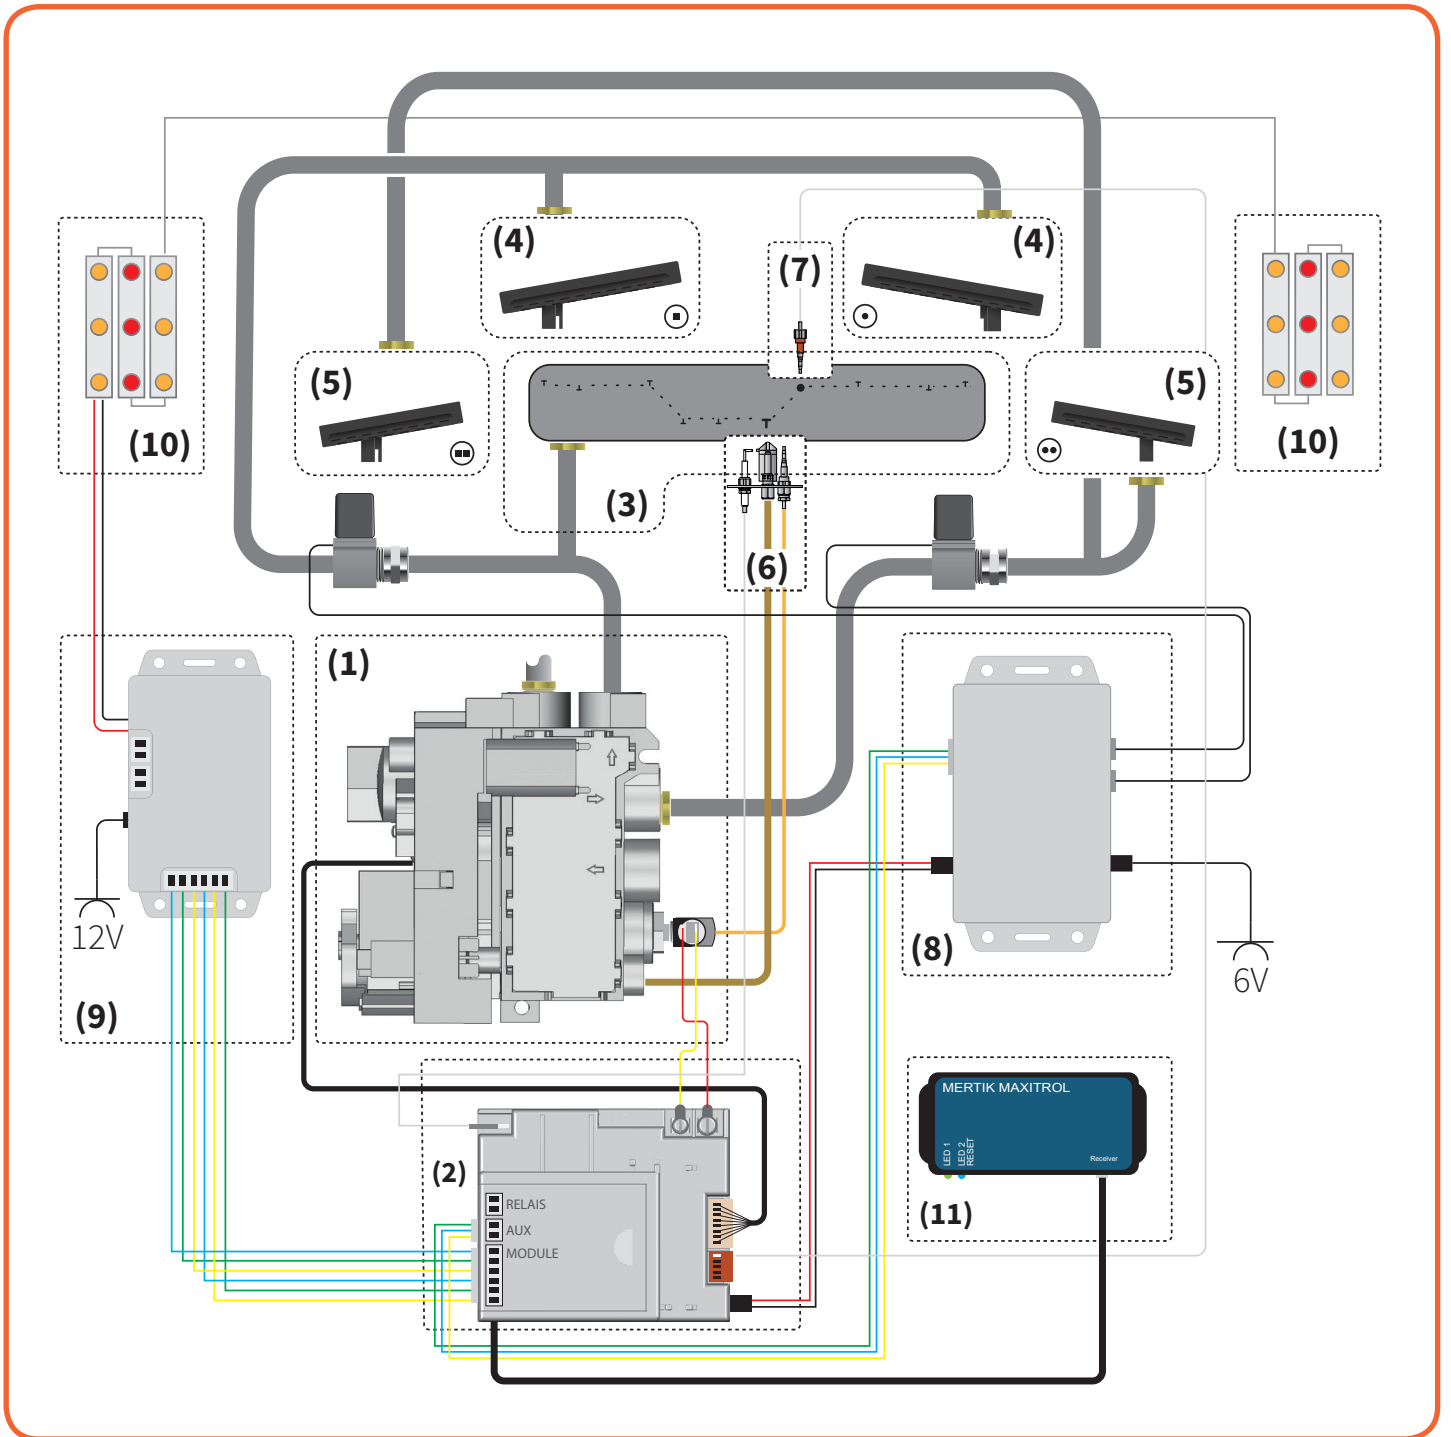 (4)
(4)
(7)
(5)
(5)
(10)
(10)
(3)
(6)
(1)
12V
(8)
6V
(9)
MERTIK MAXITROL
LED 1
LED 2
RESET
Receiver
(2)
RELAIS
(11)
AUX
MODULE